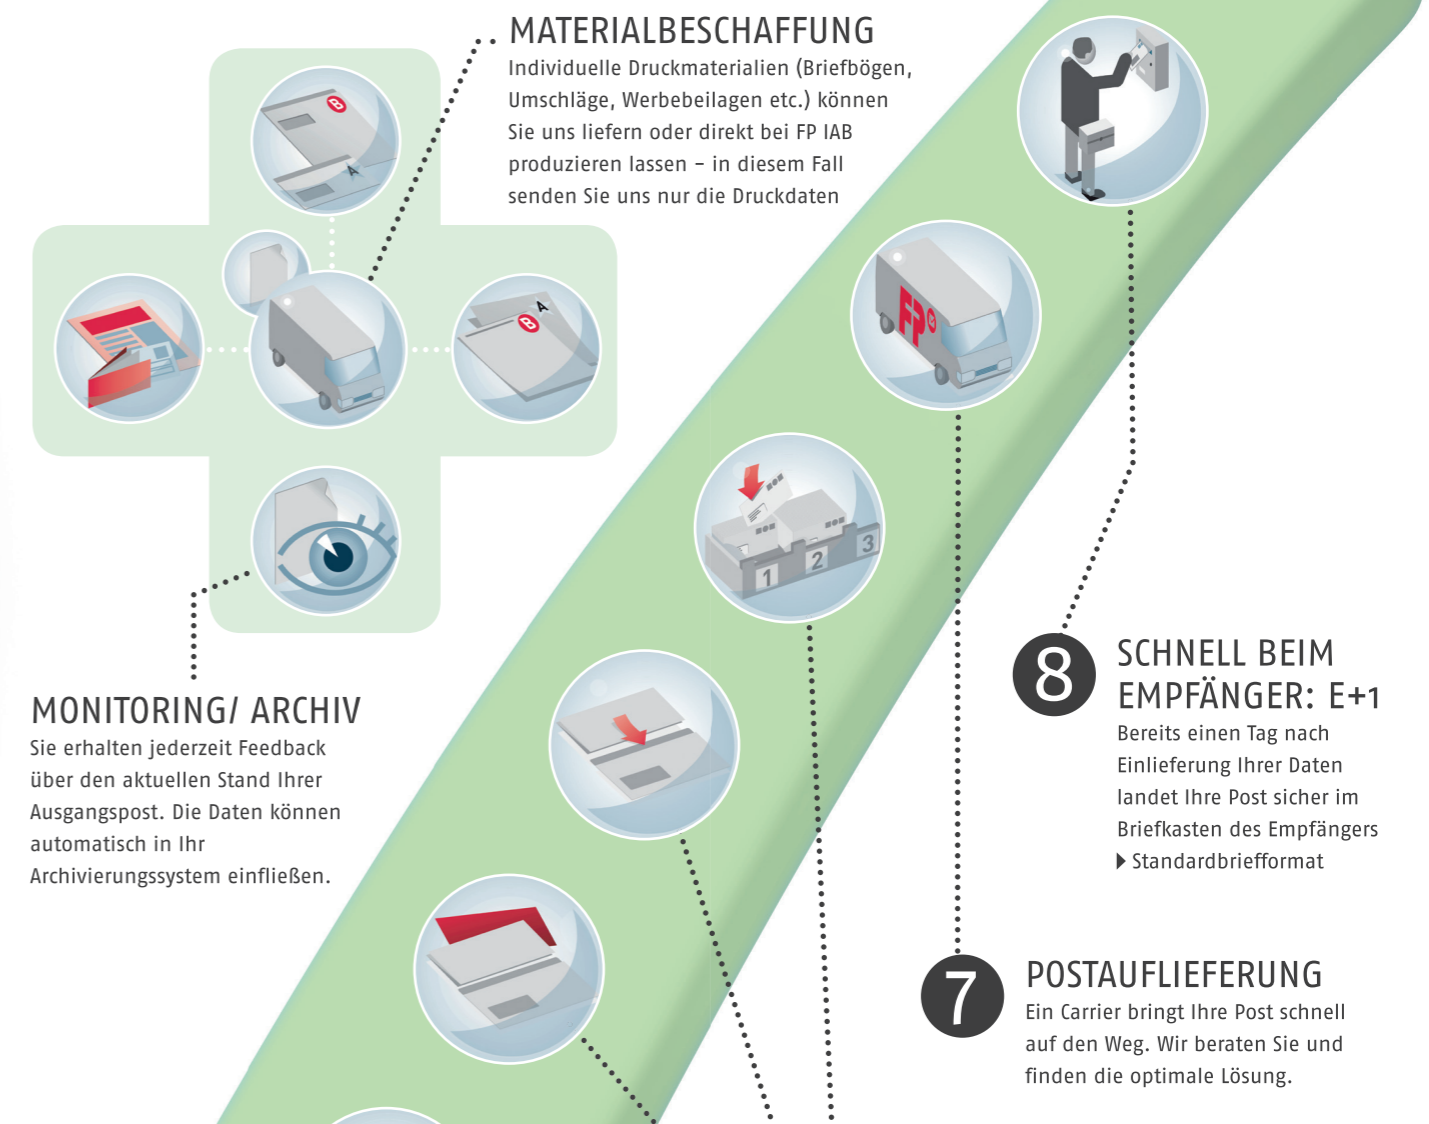 MATERIALBESCHAFFUNG
Individuelle Druckmaterialien (Briefbögen,
Umschläge, Werbebeilagen etc.) können
Sie uns liefern oder direkt bei FP IAB
produzieren lassen – in diesem Fall
senden Sie uns nur die Druckdaten
B
A
B
A
FP
1
2
3
MONITORING/ ARCHIV
Sie erhalten jederzeit Feedback
über den aktuellen Stand Ihrer
Ausgangspost. Die Daten können
automatisch in Ihr
Archivierungssystem einfließen.
8
SCHNELL BEIM
EMPFÄNGER: E+1
Bereits einen Tag nach
Einlieferung Ihrer Daten
landet Ihre Post sicher im
Briefkasten des Empfängers
Standardbriefformat
7
POSTAUFLIEFERUNG
Ein Carrier bringt Ihre Post schnell
auf den Weg. Wir beraten Sie und
finden die optimale Lösung.